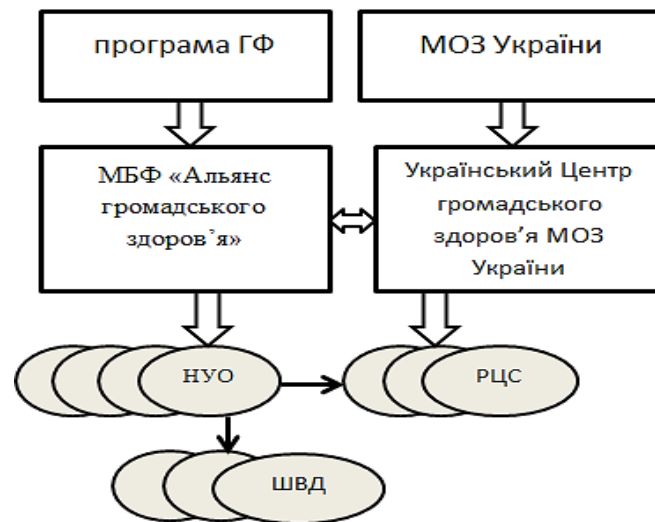 програма ГФ
МОЗ України
МБФ «Альянс
громадського
здоров’я»
Український Центр
громадського
здоров’я МОЗ
України
НУО
РЦС
ШВД